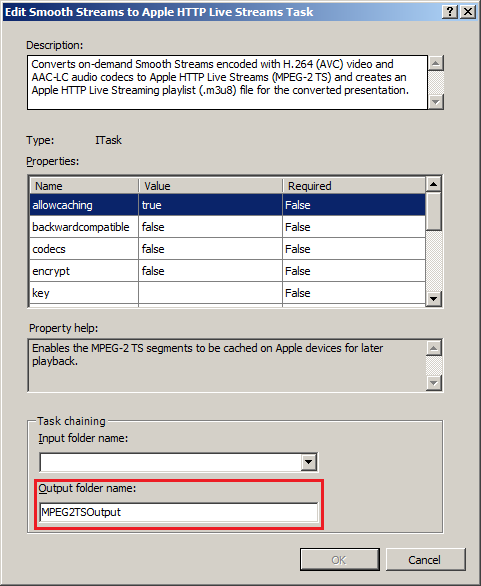 Edit Smooth Streams to Apple HTTP Live Streams Task
Description:
Converts on-demand Smooth Streams encoded with H.264 (AVC) video and
AAC-LC audio codecs to Apple HTTP Live Streams (MPEG-2 TS) and creates an
Apple HTTP Live Streaming playlist (.m3u8) file for the converted presentation.
Type: ITask
Properties:
Name Value Required
allowcaching true False
backwardcompatible false False
codecs false False
encrypt false False
key False
Property help:
Enables the MPEG-2 TS segments to be cached on Apple devices for later
playback.
Task chaining
Input folder name:
Output folder name:
MPEG2TSOutput
OK Cancel